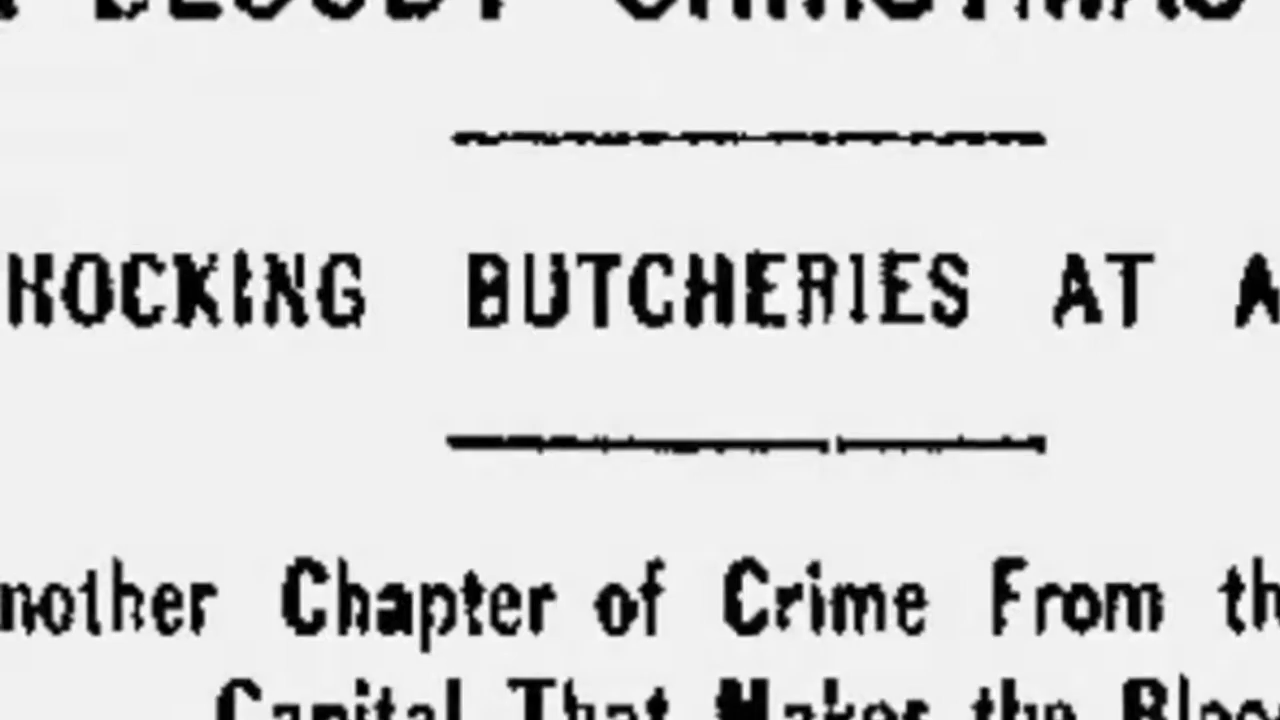 BLOODY CHRISTMAS
HOCKING BUTCHERIES AT A
nother Chapter of Crime From th
Capital That Makes the Bloo